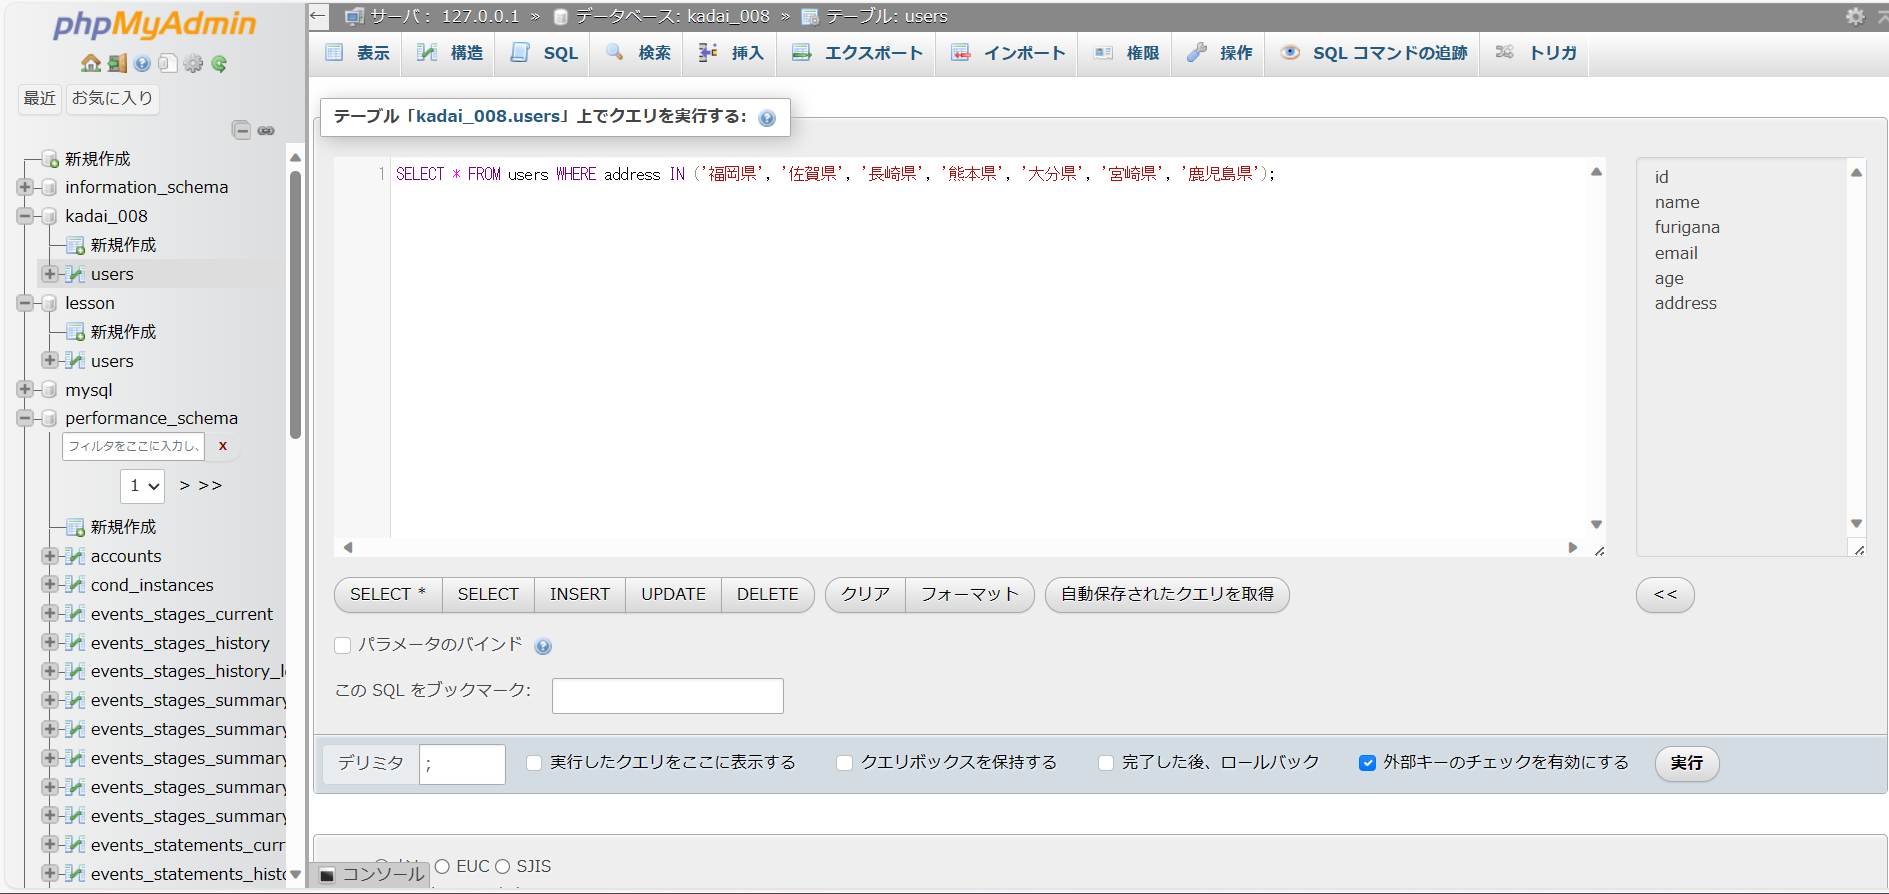 phpMyAdmin
最近 お気に入り
新規作成
information_schema
kadai_008
新規作成
users
lesson
新規作成
users
mysql
performance_schema
フィルタをここに入力し、 X
1 > >>
新規作成
accounts
cond_instances
events_stages_current
events_stages_history
events_stages_history_l
events_stages_summary
events_stages_summary
events_stages_summary
events_stages_summary
events_stages_summary
events_statements_curr
events_statements_histo
← サーバ: 127.0.0.1 » データベース: kadai_008 » テーブル: users
表示 構造 SQL 検索 挿入 エクスポート インポート 権限 操作 SQL コマンドの追跡 トリガ
テーブル「kadai_008.users」上でクエリを実行する:
1 SELECT * FROM users WHERE address IN ('福岡県', '佐賀県', '長崎県', '熊本県', '大分県', '宮崎県', '鹿児島県');
id
name
furigana
email
age
address
SELECT * SELECT INSERT UPDATE DELETE クリア フォーマット 自動保存されたクエリを取得 <<
パラメータのバインド
この SQL をブックマーク:
デリミタ ; 実行したクエリをここに表示する クエリボックスを保持する 完了した後、ロールバック 外部キーのチェックを有効にする 実行
EUC SJIS
コンソール